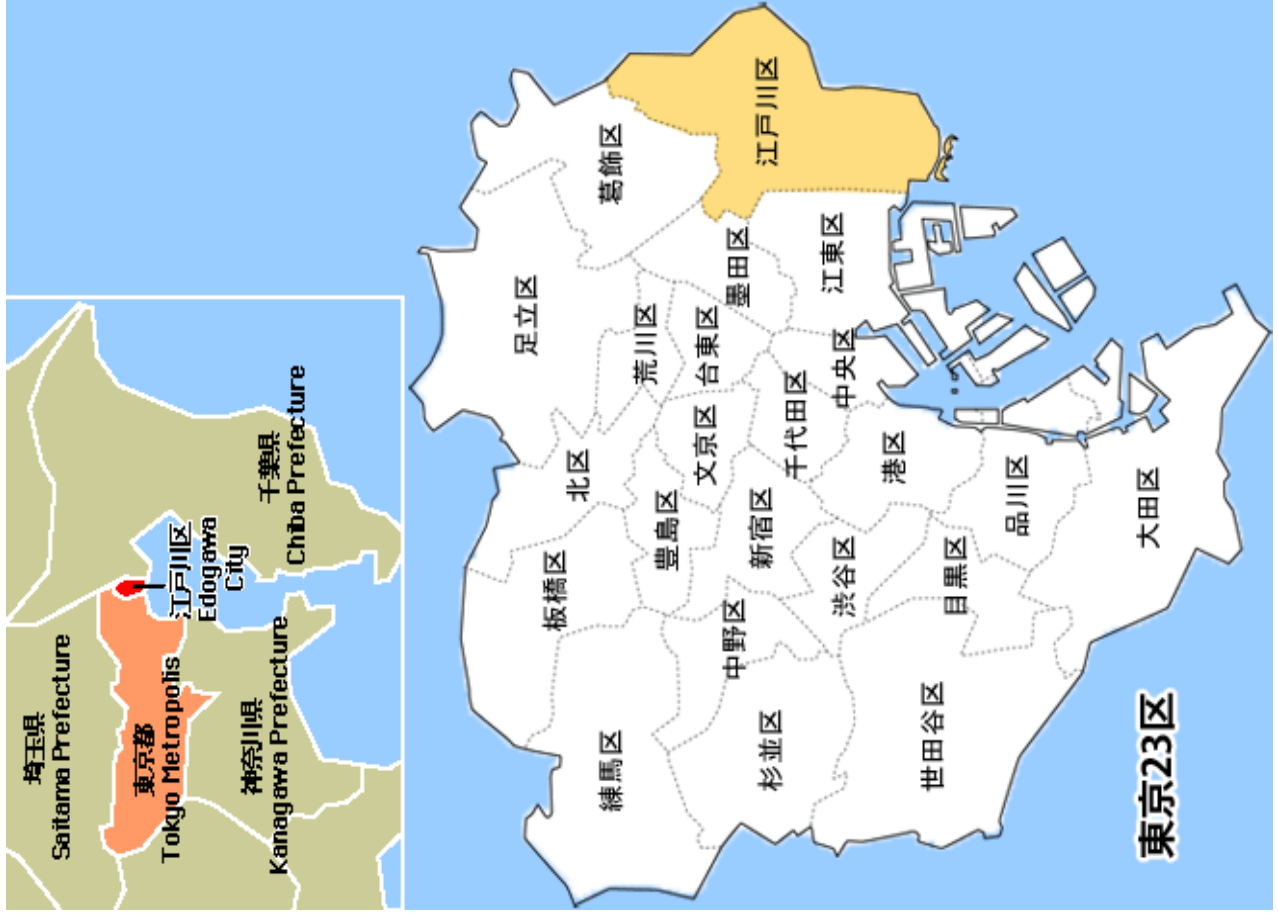 埼玉県
Saitama Prefecture
東京都
Tokyo Metropolis
江戸川区
Edogawa
City
千葉県
Chiba Prefecture
神奈川県
Kanagawa Prefecture
足立区
葛飾区
北区
荒川区
板橋区
練馬区
豊島区
文京区
台東区
墨田区
江戸川区
中野区
新宿区
千代田区
江東区
中央区
杉並区
渋谷区
港区
世田谷区
目黒区
品川区
大田区
東京23区